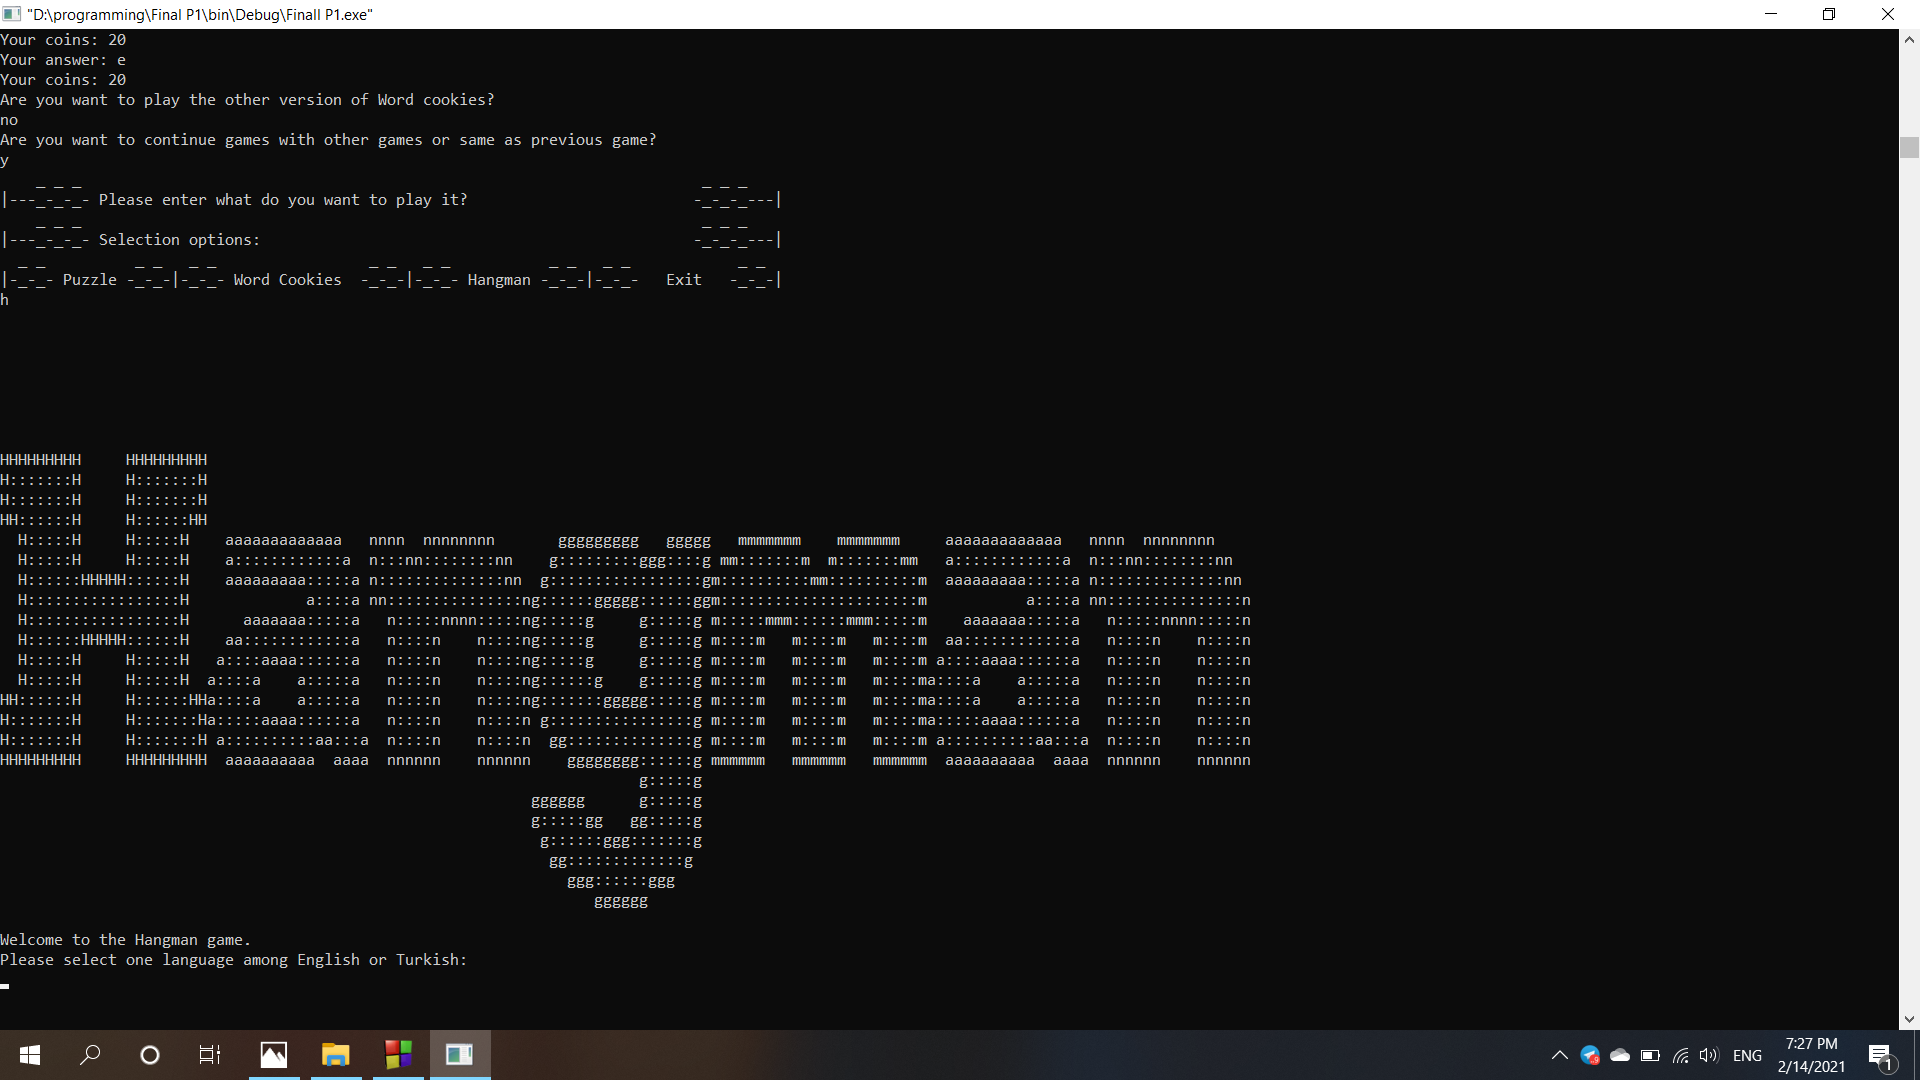 "D:\programming\Final P1\bin\Debug\Finall P1.exe"
Your coins: 20
Your answer: e
Your coins: 20
Are you want to play the other version of Word cookies?
no
Are you want to continue games with other games or same as previous game?
y
    _ _ _                                                                     _ _ _
|---_-_-_- Please enter what do you want to play it?                         -_-_-_---|
    _ _ _                                                                     _ _ _
|---_-_-_- Selection options:                                                -_-_-_---|
  _ _          _ _   _ _                 _ _   _ _           _ _   _ _            _ _
|-_-_- Puzzle -_-_-|-_-_- Word Cookies  -_-_-|-_-_- Hangman -_-_-|-_-_-   Exit   -_-_-|
h
HHHHHHHHH     HHHHHHHHH
H:::::::H     H:::::::H
H:::::::H     H:::::::H
HH::::::H     H::::::HH
  H:::::H     H:::::H    aaaaaaaaaaaaa   nnnn  nnnnnnnn       ggggggggg   ggggg   mmmmmmm    mmmmmmm     aaaaaaaaaaaaa   nnnn  nnnnnnnn
  H:::::H     H:::::H    a::::::::::::a  n:::nn::::::::nn    g:::::::::ggg::::g mm:::::::m  m:::::::mm   a::::::::::::a  n:::nn::::::::nn
  H::::::HHHHH::::::H    aaaaaaaaa:::::a n::::::::::::::nn  g:::::::::::::::::gm::::::::::mm::::::::::m  aaaaaaaaa:::::a n::::::::::::::nn
  H:::::::::::::::::H             a::::a nn:::::::::::::::ng::::::ggggg::::::ggm::::::::::::::::::::::m           a::::a nn:::::::::::::::n
  H:::::::::::::::::H      aaaaaaa:::::a   n:::::nnnn:::::ng:::::g     g:::::g m:::::mmm::::::mmm:::::m    aaaaaaa:::::a   n:::::nnnn:::::n
  H::::::HHHHH::::::H    aa::::::::::::a   n::::n    n::::ng:::::g     g:::::g m::::m   m::::m   m::::m  aa::::::::::::a   n::::n    n::::n
  H:::::H     H:::::H   a::::aaaa::::::a   n::::n    n::::ng:::::g     g:::::g m::::m   m::::m   m::::m a::::aaaa::::::a   n::::n    n::::n
  H:::::H     H:::::H  a::::a    a:::::a   n::::n    n::::ng::::::g    g:::::g m::::m   m::::m   m::::ma::::a    a:::::a   n::::n    n::::n
HH::::::H     H::::::HHa::::a    a:::::a   n::::n    n::::ng:::::::ggggg:::::g m::::m   m::::m   m::::ma::::a    a:::::a   n::::n    n::::n
H:::::::H     H:::::::Ha:::::aaaa::::::a   n::::n    n::::n g::::::::::::::::g m::::m   m::::m   m::::ma:::::aaaa::::::a   n::::n    n::::n
H:::::::H     H:::::::H a::::::::::aa:::a  n::::n    n::::n  gg::::::::::::::g m::::m   m::::m   m::::m a::::::::::aa:::a  n::::n    n::::n
HHHHHHHHH     HHHHHHHHH  aaaaaaaaaa  aaaa  nnnnnn    nnnnnn    gggggggg::::::g mmmmmm   mmmmmm   mmmmmm  aaaaaaaaaa  aaaa  nnnnnn    nnnnnn
                                                                       g:::::g
                                                           gggggg      g:::::g
                                                           g:::::gg   gg:::::g
                                                            g::::::ggg:::::::g
                                                             gg:::::::::::::g
                                                               ggg::::::ggg
                                                                  gggggg
Welcome to the Hangman game.
Please select one language among English or Turkish:
ENG
7:27 PM
2/14/2021
1